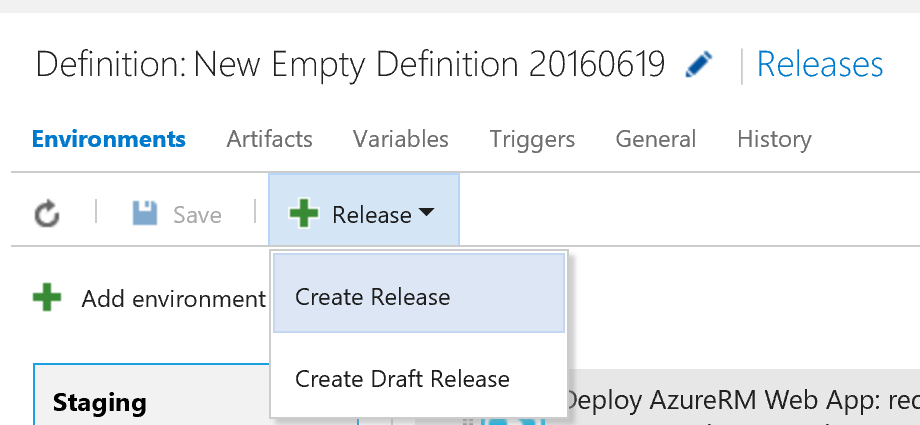 Definition: New Empty Definition 20160619 | Releases
Environments Artifacts Variables Triggers General History
Save Release
Add environment
Create Release
Create Draft Release
Staging
Deploy AzureRM Web App: